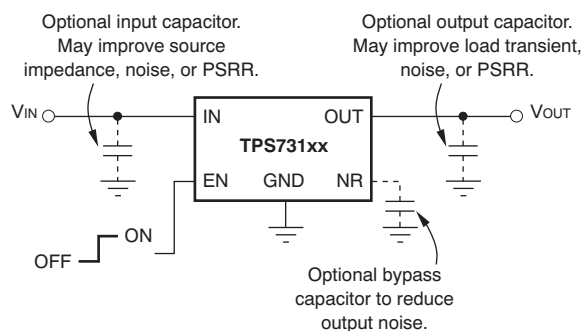 Optional input capacitor.
May improve source
impedance, noise, or PSRR.
Optional output capacitor.
May improve load transient,
noise, or PSRR.
VIN
IN
OUT
VOUT
TPS731xx
EN
GND
NR
ON
OFF
Optional bypass
capacitor to reduce
output noise.